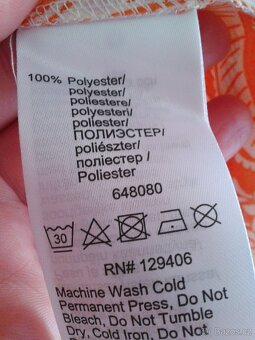 100% Polyester/
polyester/
poliestere/
polyesteri/
poliester/
ПОЛИЭСТЕР/
poliészter/
поліестер /
Poliester
648080
30
RN# 129406
Machine Wash Cold
Permanent Press, Do Not
Bleach, Do Not Tumble
Dry, Cold Iron, Do Not